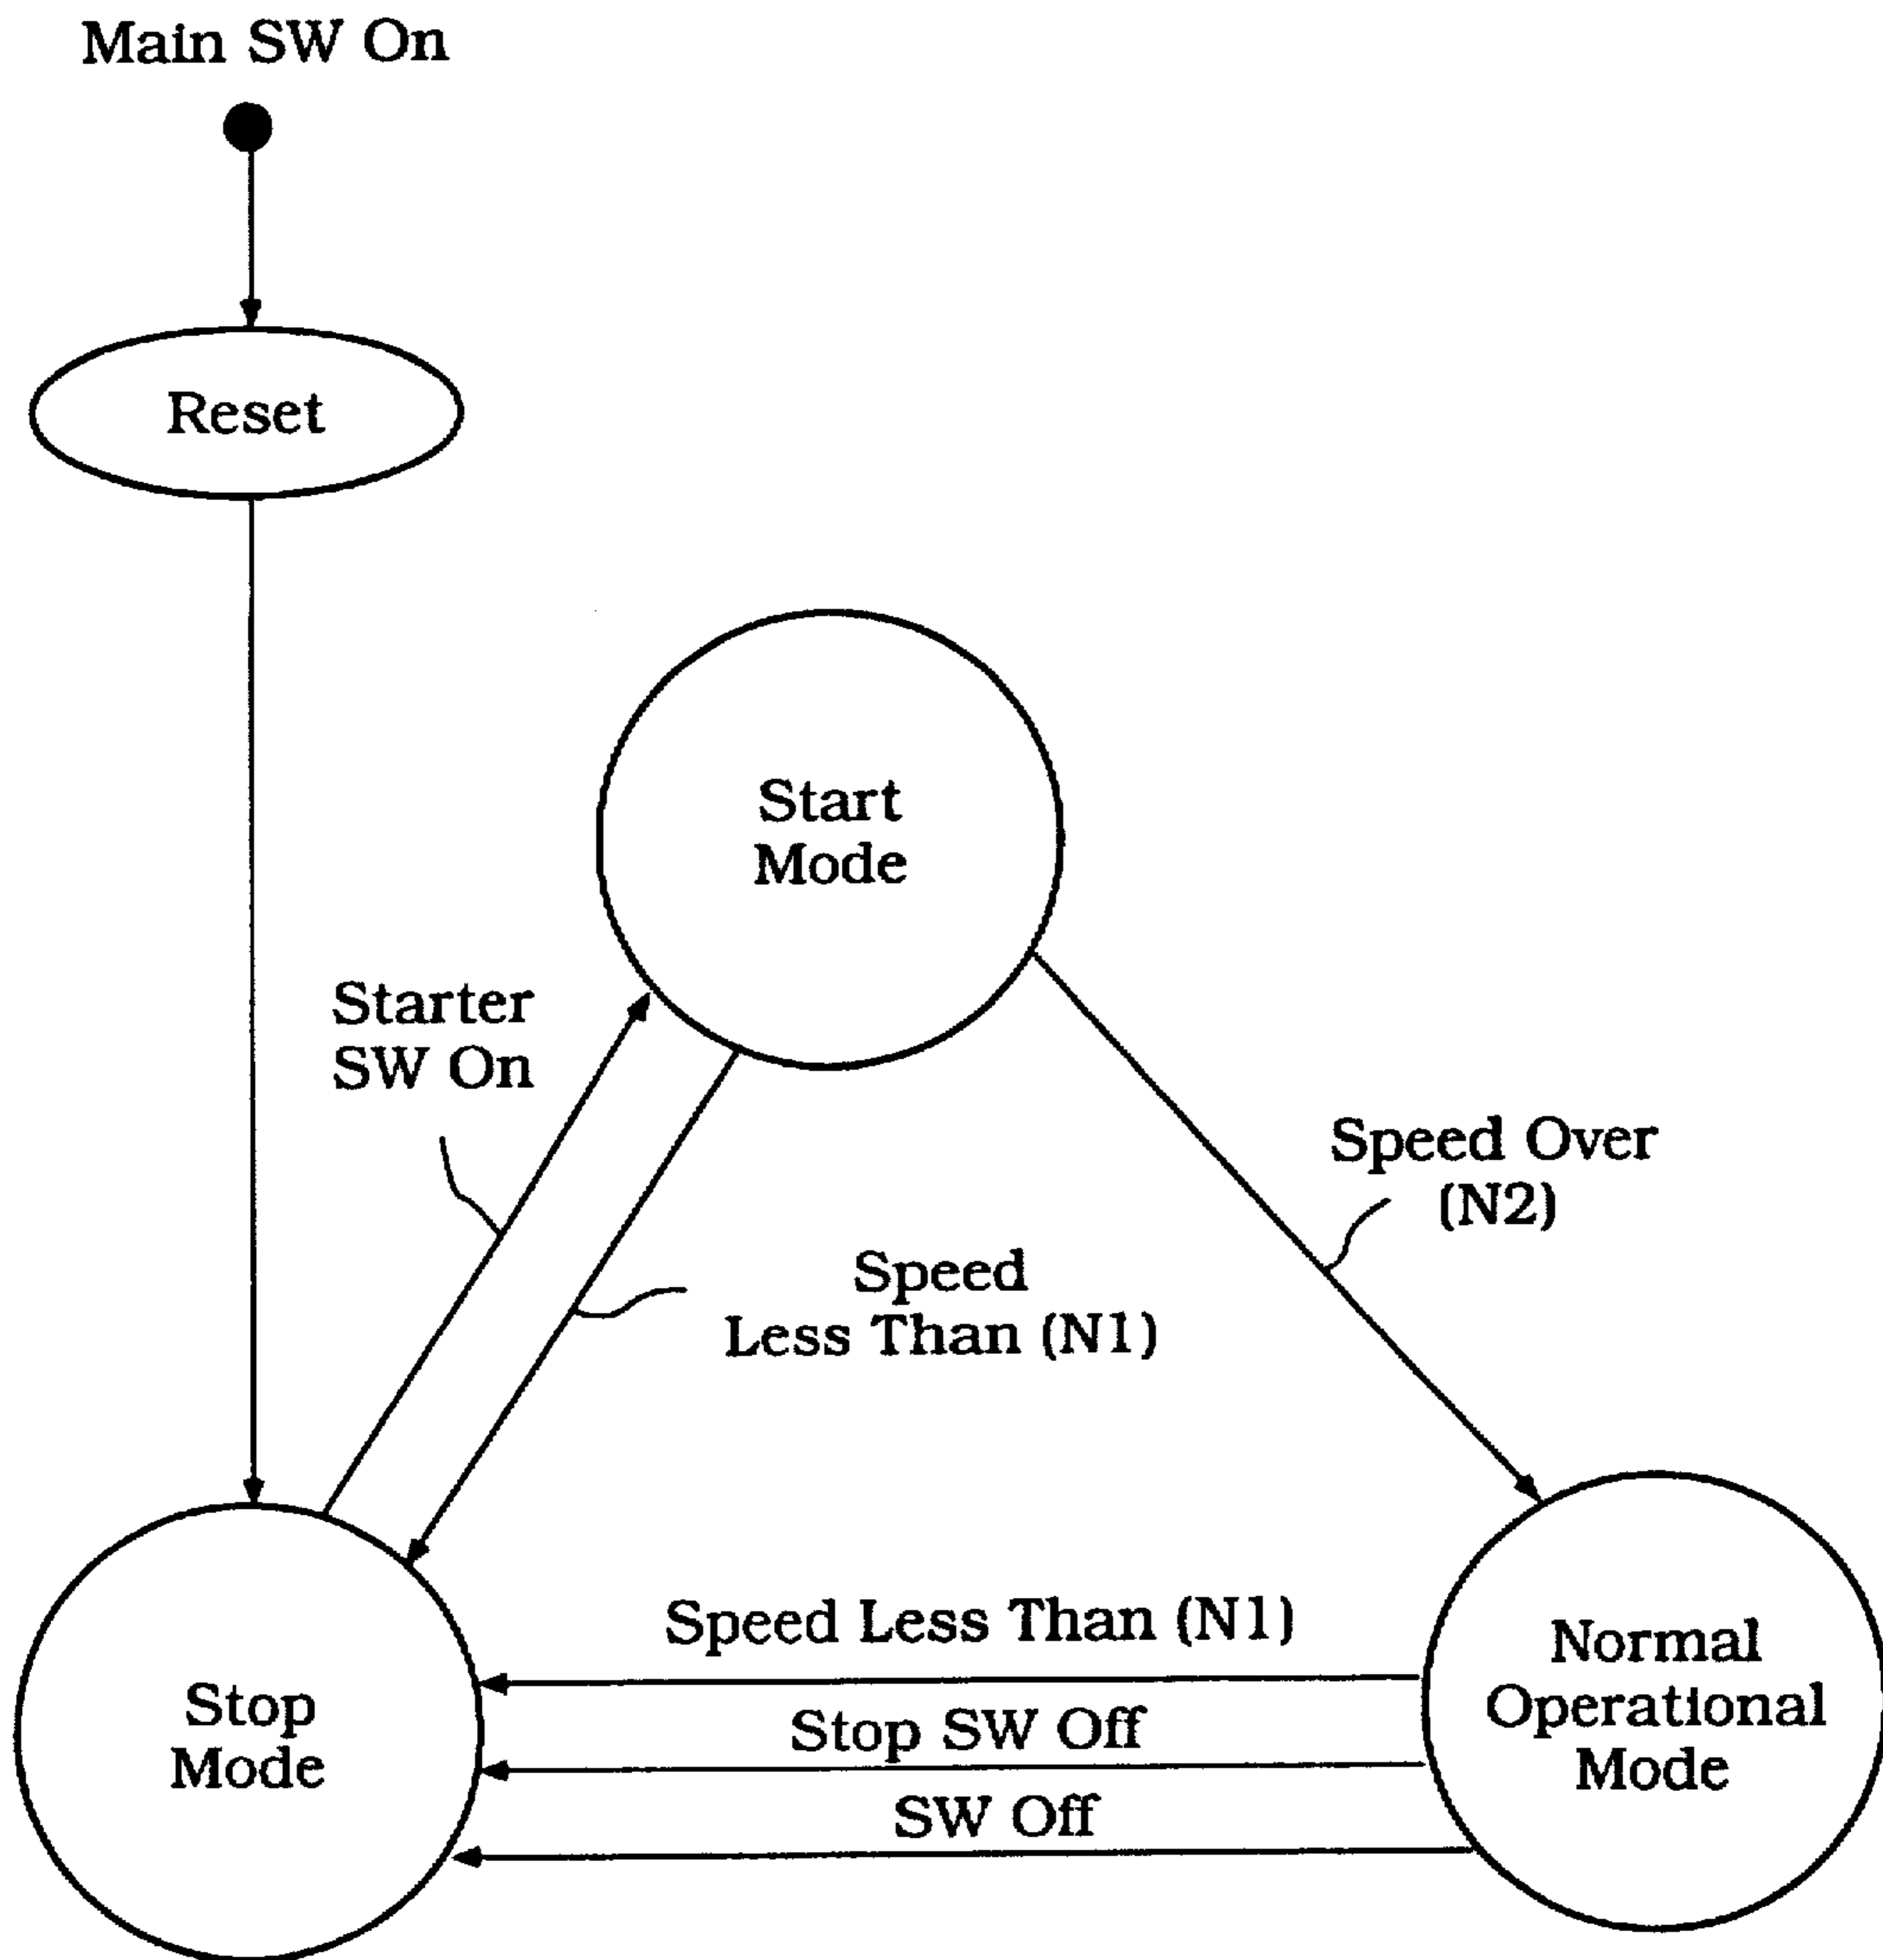 Main SW On
Reset
Start
Mode
Starter
SW On
Speed Over
(N2)
Speed
Less Than (N1)
Speed Less Than (N1)
Stop SW Off
SW Off
Stop
Mode
Normal
Operational
Mode